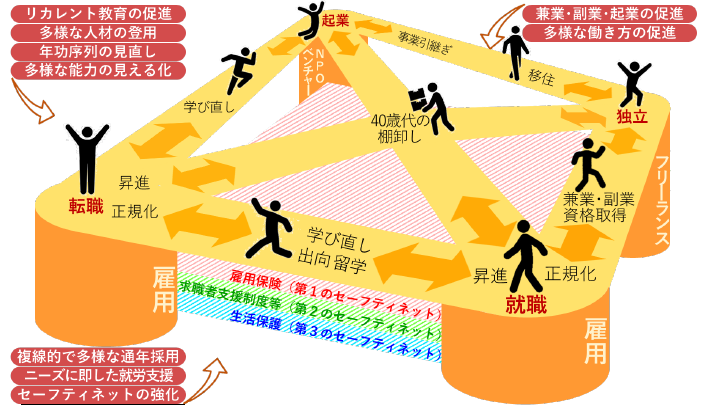 リカレント教育の促進
多様な人材の登用
年功序列の見直し
多様な能力の見える化
起業
兼業・副業・起業の促進
多様な働き方の促進
事業引継ぎ
NPO
ベンチャー
移住
学び直し
40歳代の
棚卸し
独立
フリーランス
昇進
転職
正規化
兼業・副業
資格取得
学び直し
出向留学
昇進
正規化
就職
雇用
雇用
雇用保険（第1のセーフティネット）
求職者支援制度等（第2のセーフティネット）
生活保護（第3のセーフティネット）
複線的で多様な通年採用
ニーズに即した就労支援
セーフティネットの強化